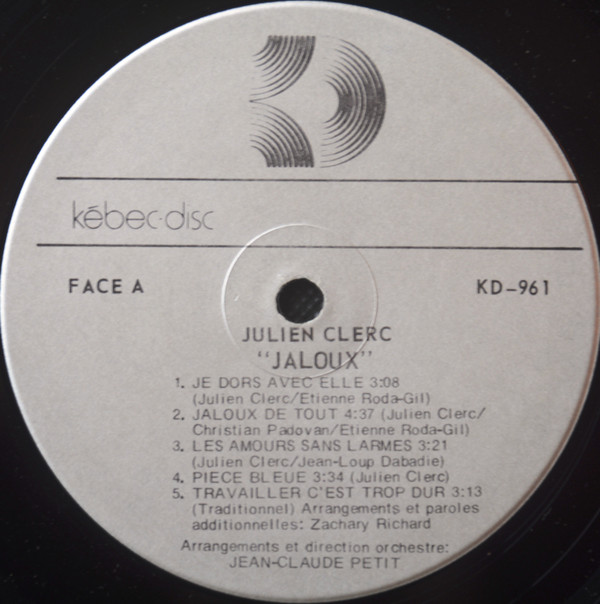 kébec·disc
FACE A
KD-961
JULIEN CLERC
"JALOUX"
1. JE DORS AVEC ELLE 3:08
(Julien Clerc/Etienne Roda-Gil)
2. JALOUX DE TOUT 4:37 (Julien Clerc/
Christian Padovan/Etienne Roda-Gil)
3. LES AMOURS SANS LARMES 3:21
(Julien Clerc/Jean-Loup Dabadie)
4. PIECE BLEUE 3:34 (Julien Clerc)
5. TRAVAILLER C'EST TROP DUR 3:13
(Traditionnel) Arrangements et paroles
additionnelles: Zachary Richard
Arrangements et direction orchestre:
JEAN-CLAUDE PETIT